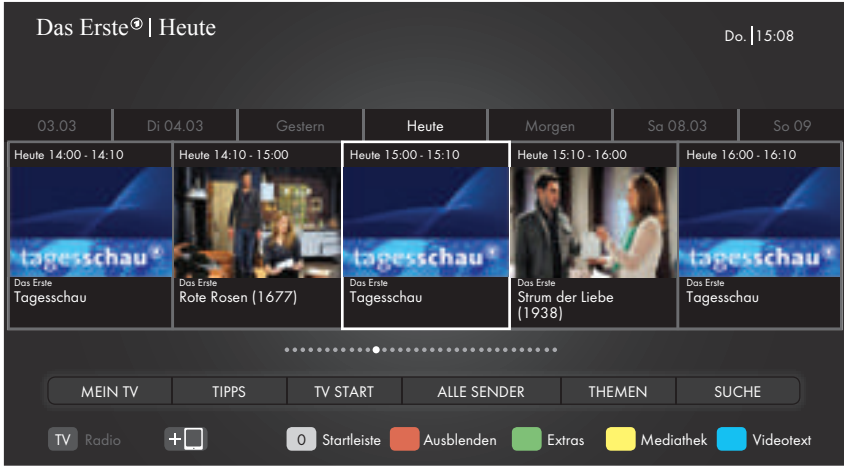 Das Erste | Heute
Do. 15:08
03.03 Di 04.03 Gestern Heute Morgen Sa 08.03 So 09
Heute 14:00 - 14:10
Heute 14:10 - 15:00
Heute 15:00 - 15:10
Heute 15:10 - 16:00
Heute 16:00 - 16:10
tagesschau
tagesschau
tagesschau
Das Erste
Tagesschau
Das Erste
Rote Rosen (1677)
Das Erste
Tagesschau
Das Erste
Strum der Liebe
(1938)
Das Erste
Tagesschau
MEIN TV TIPPS TV START ALLE SENDER THEMEN SUCHE
TV Radio + 0 Startleiste Ausblenden Extras Mediathek Videotext